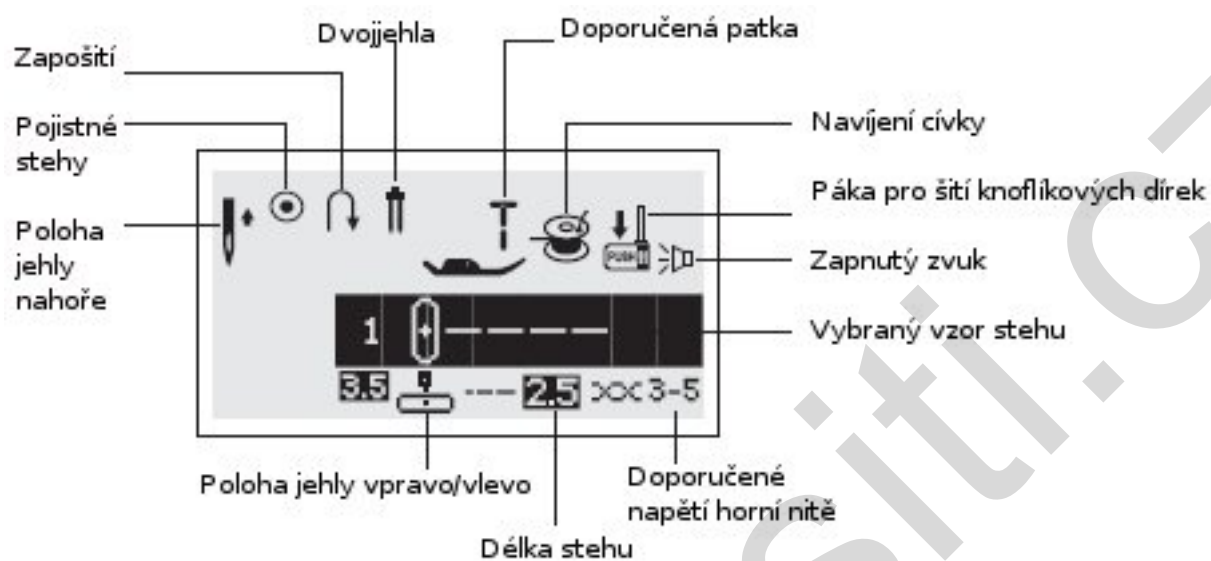 Dvojjehla
Doporučená patka
Zapošití
Navíjení cívky
Pojistné
stehy
Páka pro šití knoflíkových dírek
Poloha
jehly
nahoře
PUSH
Zapnutý zvuk
1
Vybraný vzor stehu
3.5
2.5
3-5
Poloha jehly vpravo/vlevo
Doporučené
napětí horní nitě
Délka stehu
siti.c